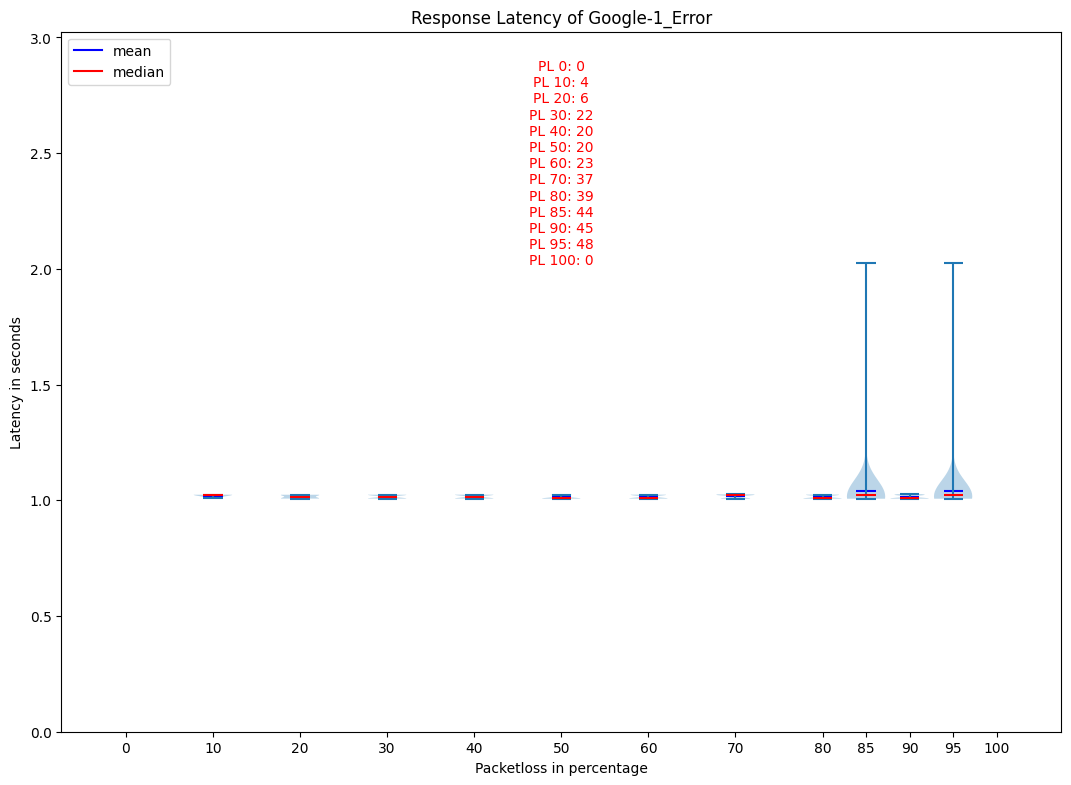 Response Latency of Google-1_Error
mean
median
PL 0: 0
PL 10: 4
PL 20: 6
PL 30: 22
PL 40: 20
PL 50: 20
PL 60: 23
PL 70: 37
PL 80: 39
PL 85: 44
PL 90: 45
PL 95: 48
PL 100: 0
Latency in seconds
3.0
2.5
2.0
1.5
1.0
0.5
0.0
0 10 20 30 40 50 60 70 80 85 90 95 100
Packetloss in percentage